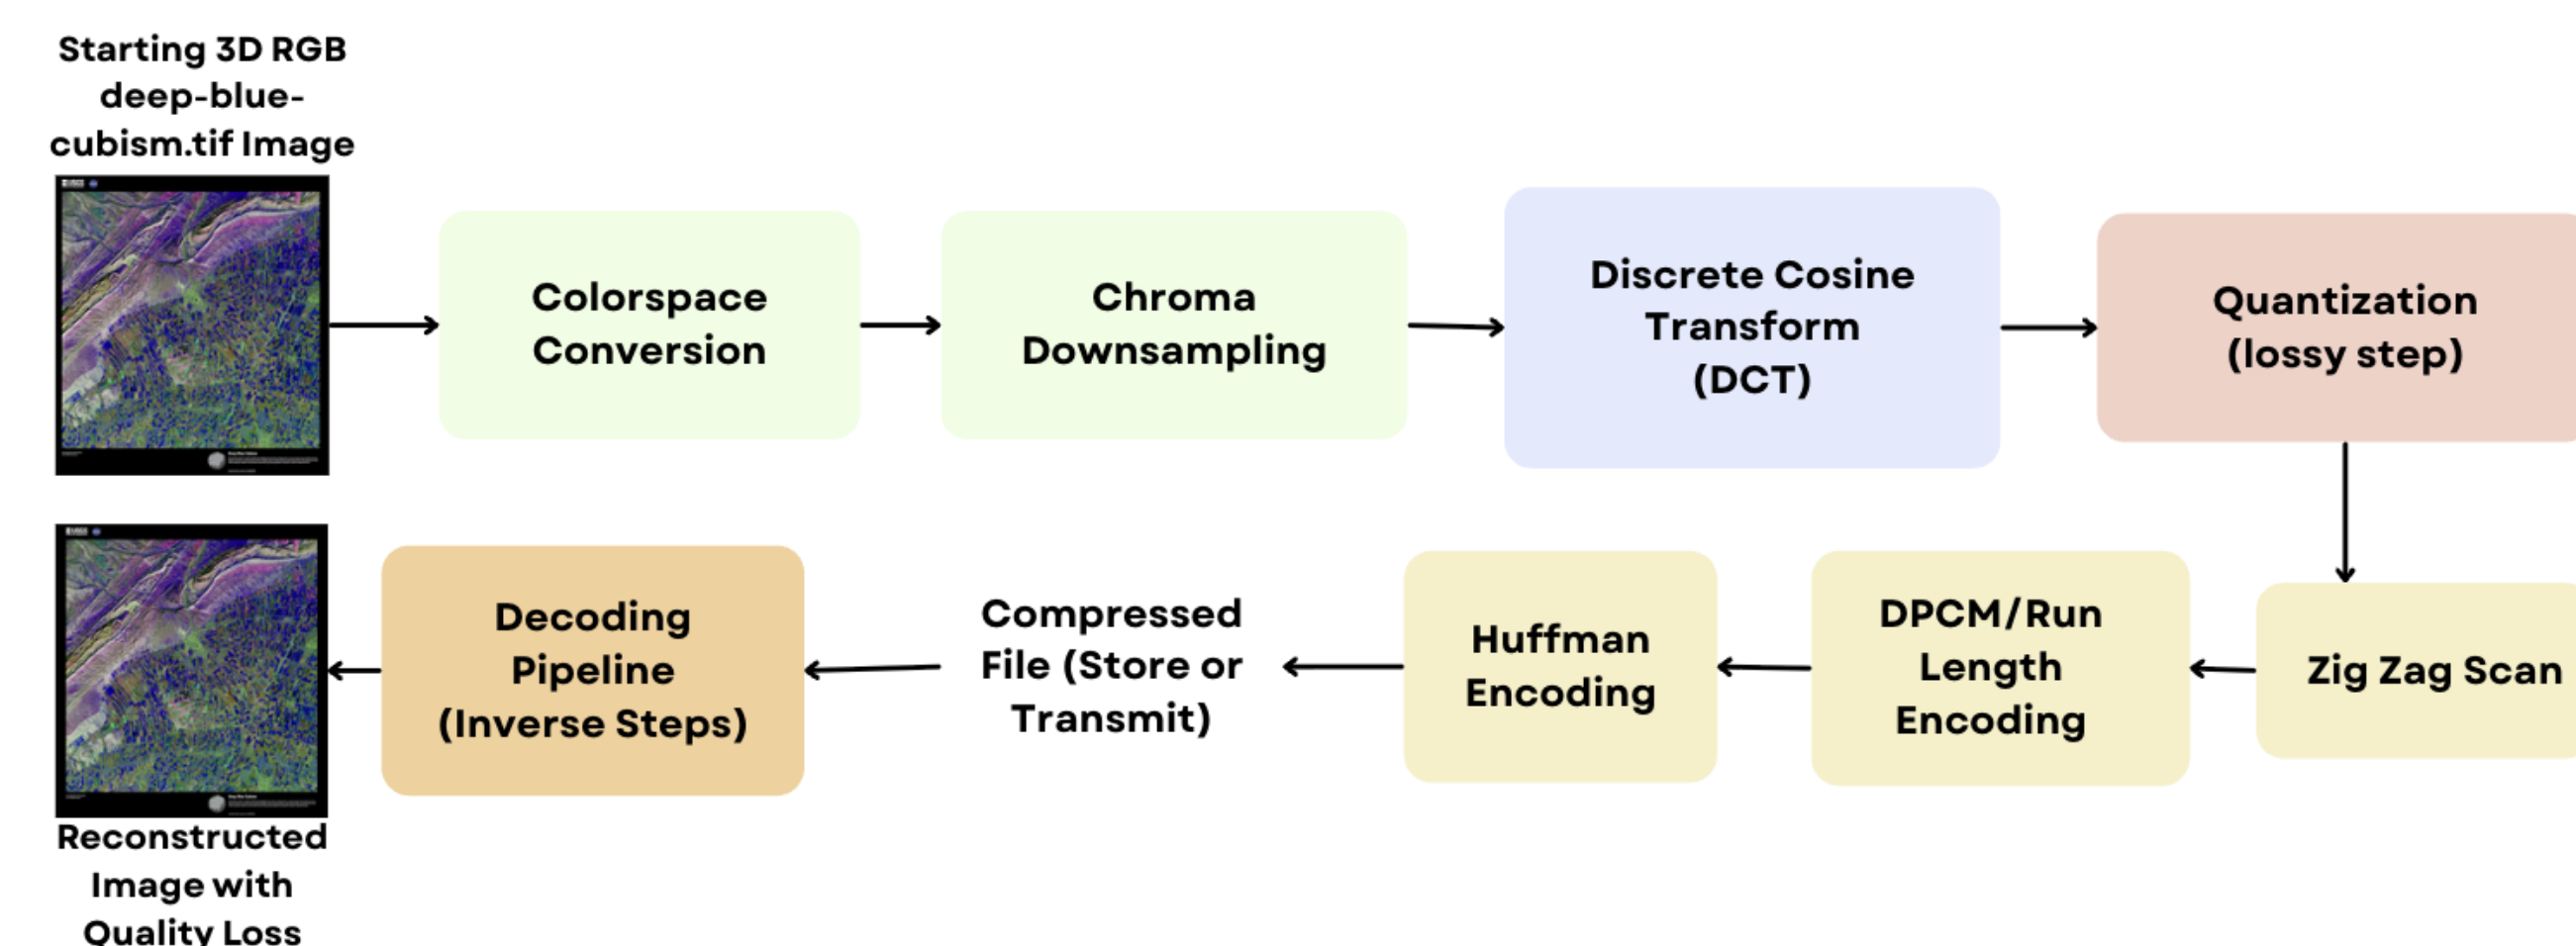 Starting 3D RGB
deep-blue-
cubism.tif Image
Colorspace
Conversion
Chroma
Downsampling
Discrete Cosine
Transform
(DCT)
Quantization
(lossy step)
Zig Zag Scan
DPCM/Run
Length
Encoding
Huffman
Encoding
Compressed
File (Store or
Transmit)
Decoding
Pipeline
(Inverse Steps)
Reconstructed
Image with
Quality Loss